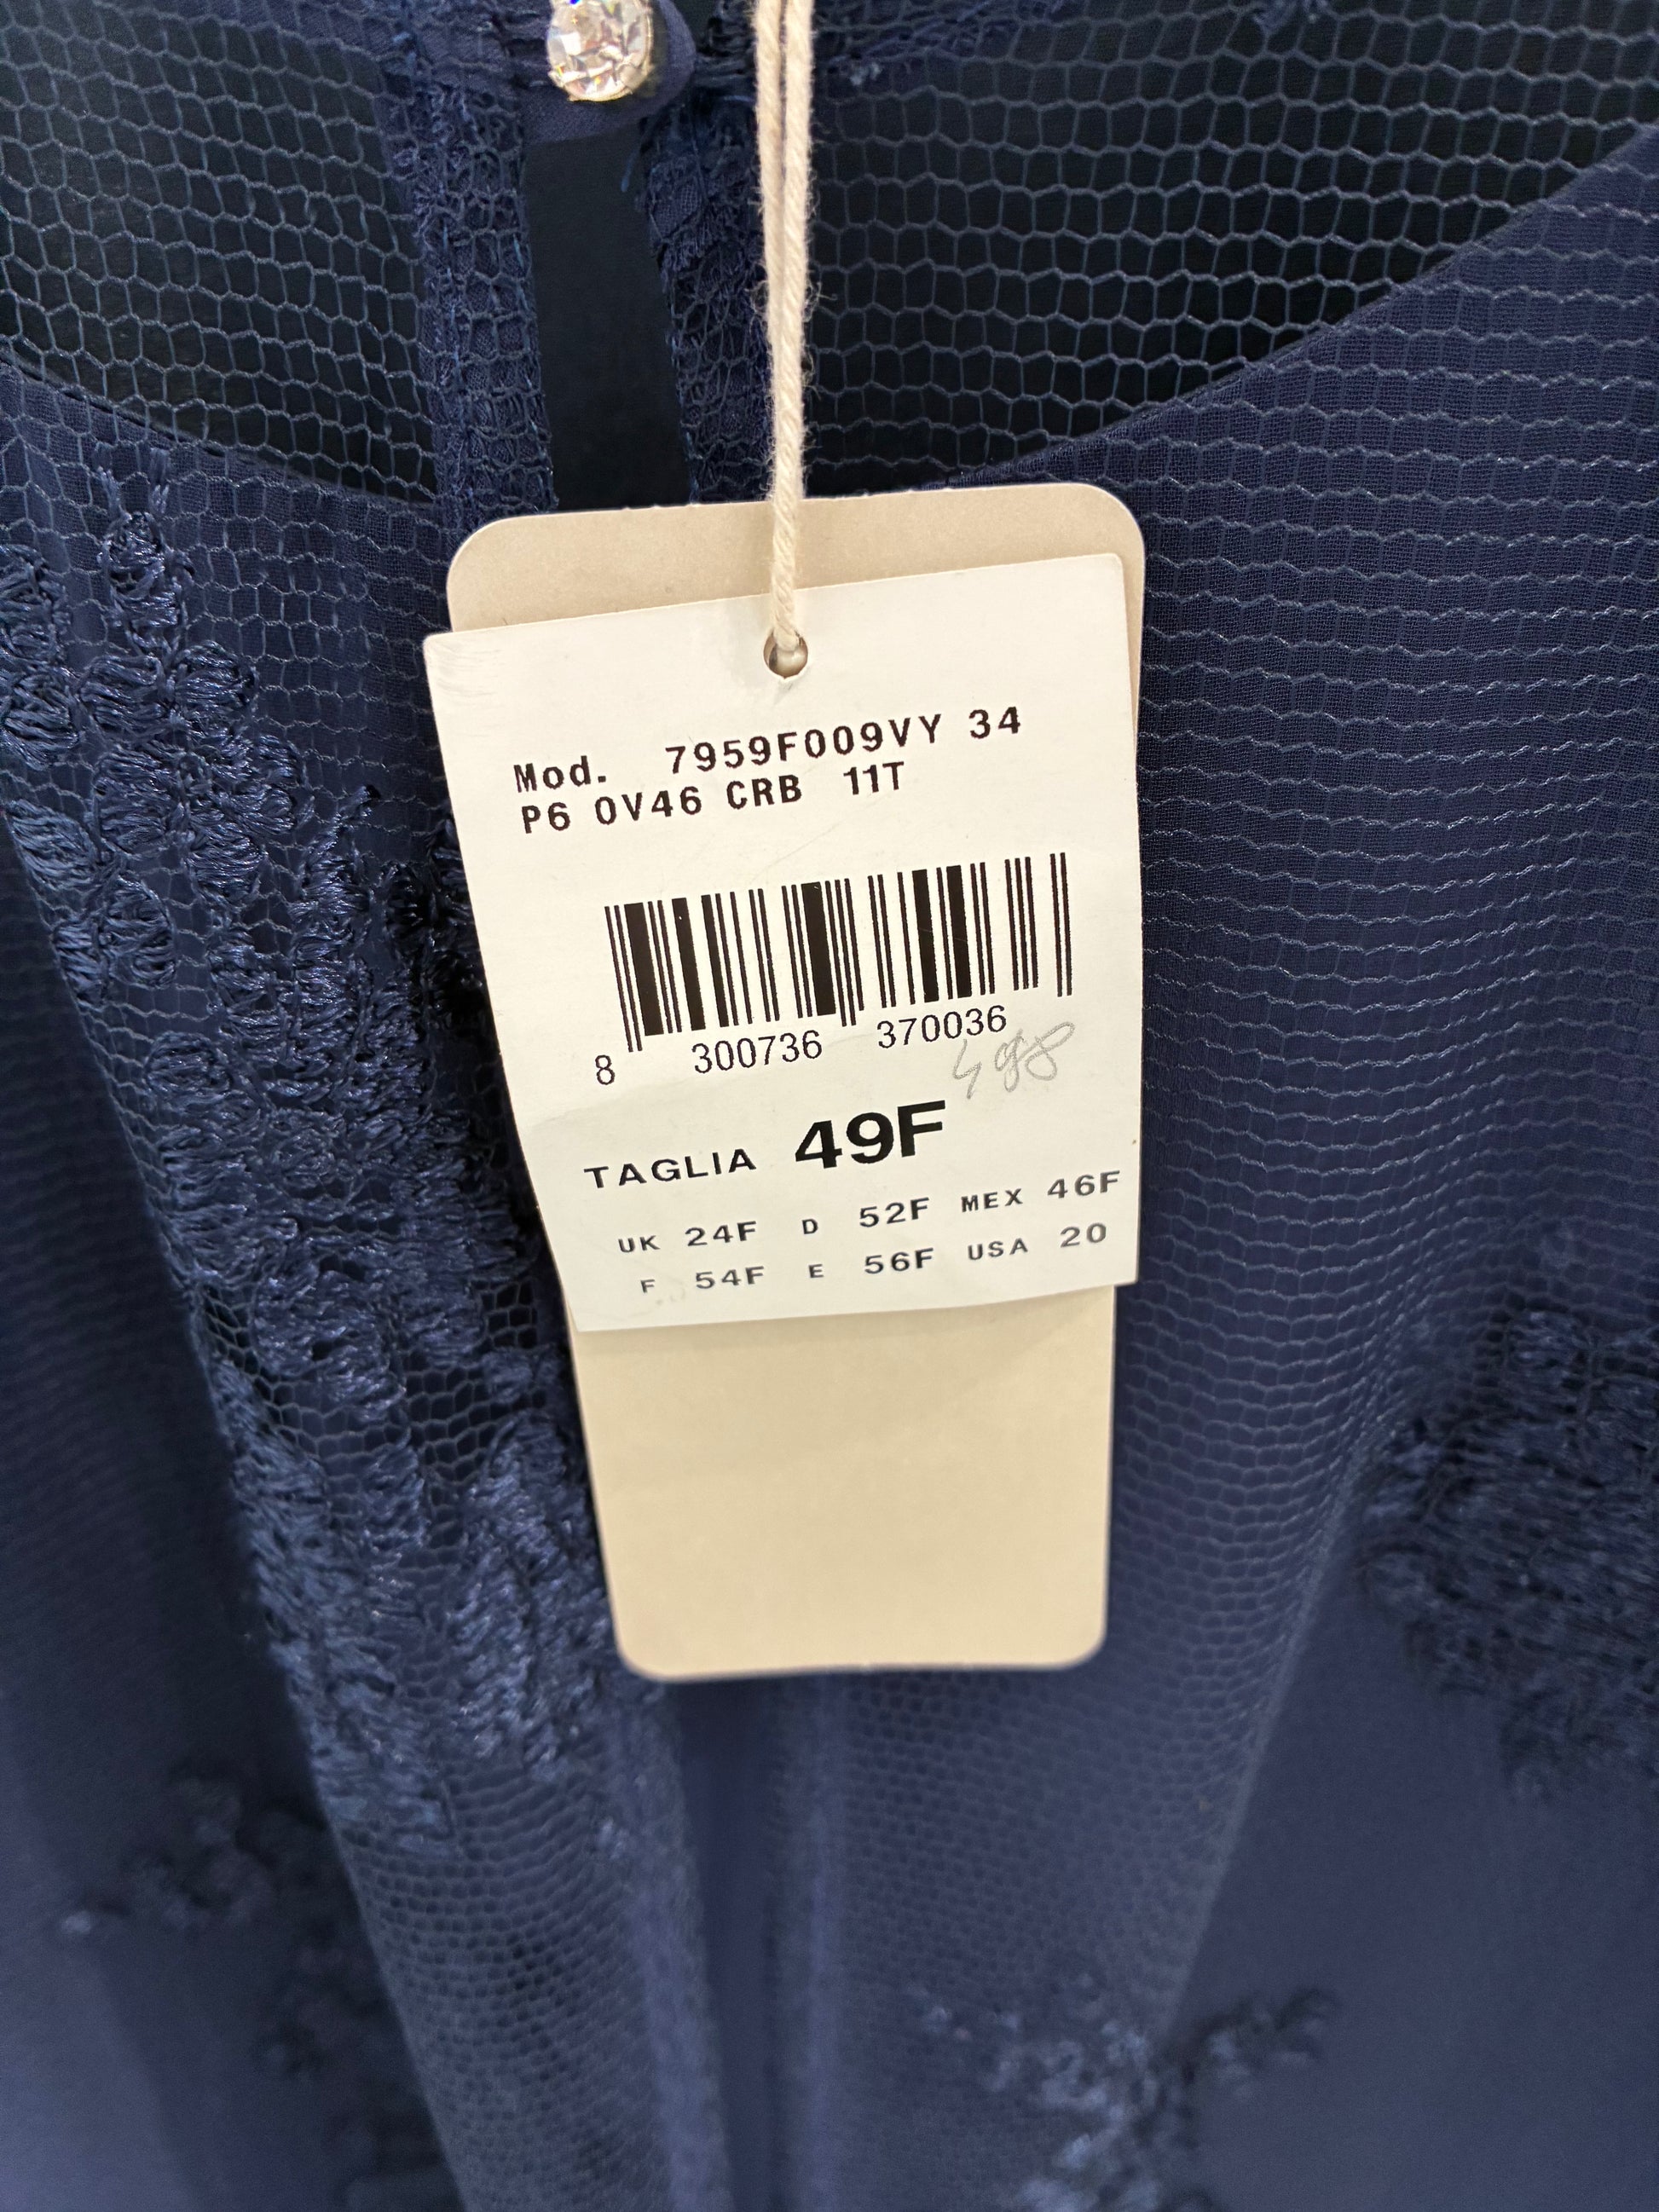 Mod. 7959F009VY 34
P6 0V46 CRB 11T
8 300736 370036
498
TAGLIA 49F
UK 24F D 52F MEX 46F
F 54F E 56F USA 20